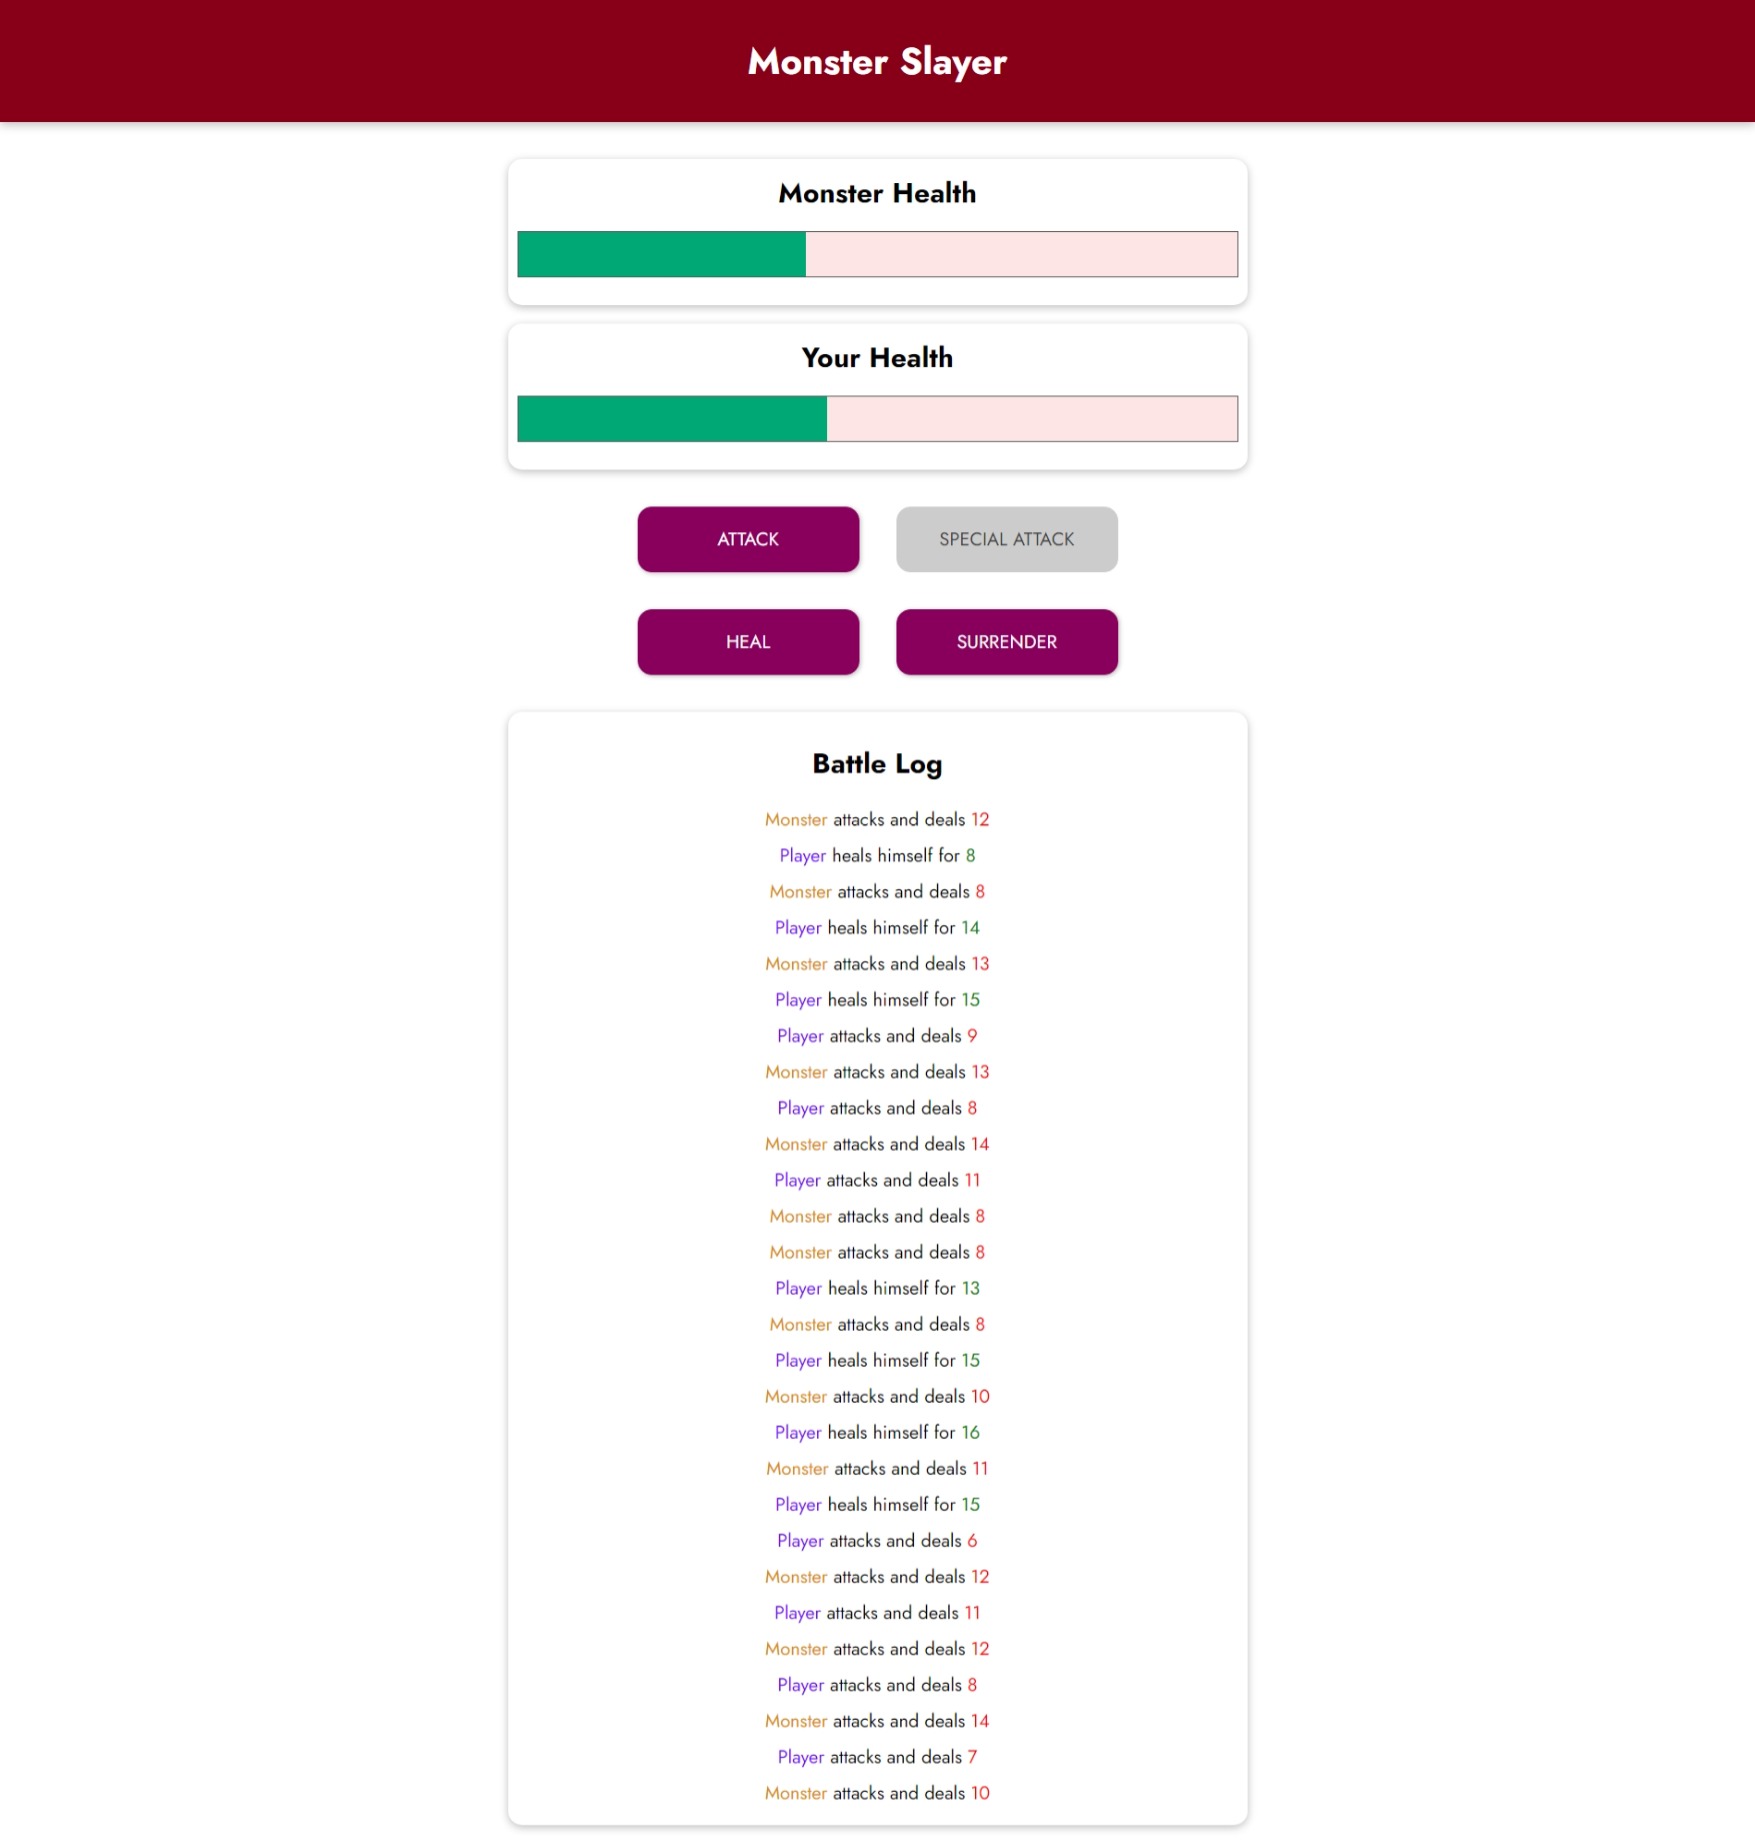 Monster Slayer
Monster Health
Your Health
ATTACK
SPECIAL ATTACK
HEAL
SURRENDER
Battle Log
Monster attacks and deals 12
Player heals himself for 8
Monster attacks and deals 8
Player heals himself for 14
Monster attacks and deals 13
Player heals himself for 15
Player attacks and deals 9
Monster attacks and deals 13
Player attacks and deals 8
Monster attacks and deals 14
Player attacks and deals 11
Monster attacks and deals 8
Monster attacks and deals 8
Player heals himself for 13
Monster attacks and deals 8
Player heals himself for 15
Monster attacks and deals 10
Player heals himself for 16
Monster attacks and deals 11
Player heals himself for 15
Player attacks and deals 6
Monster attacks and deals 12
Player attacks and deals 11
Monster attacks and deals 12
Player attacks and deals 8
Monster attacks and deals 14
Player attacks and deals 7
Monster attacks and deals 10